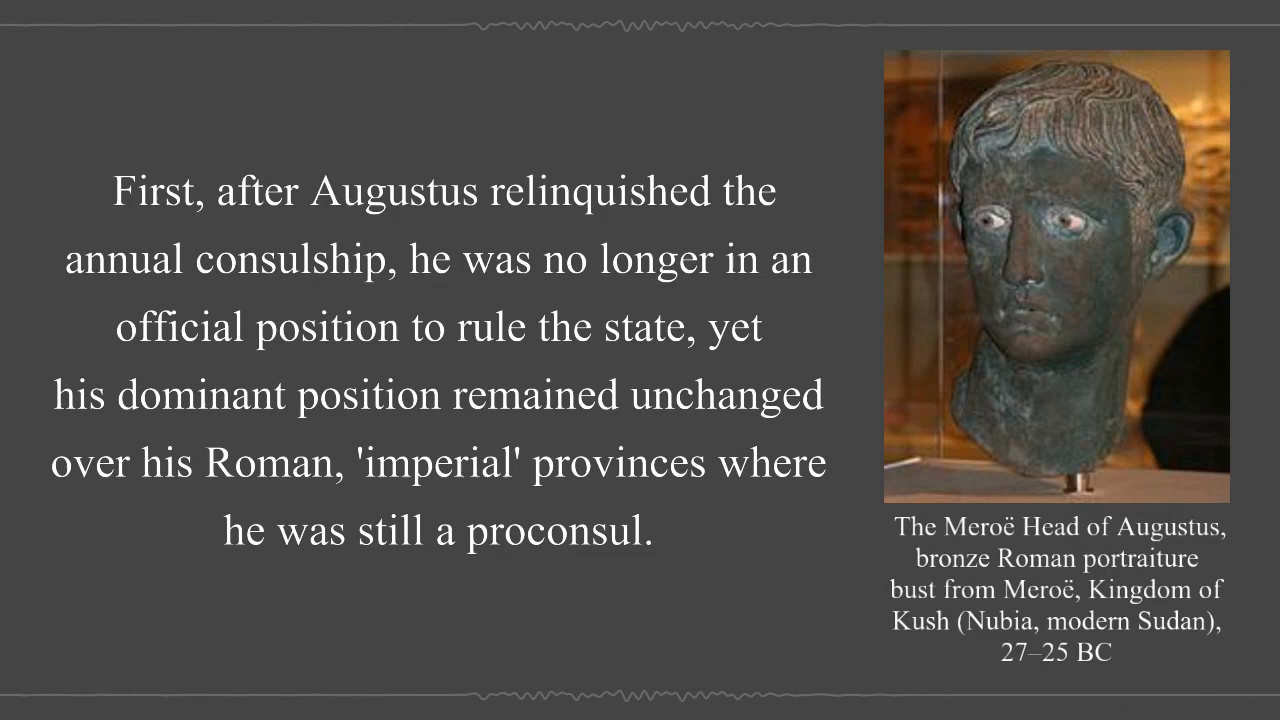 First, after Augustus relinquished the
annual consulship, he was no longer in an
official position to rule the state, yet
his dominant position remained unchanged
over his Roman, 'imperial' provinces where
he was still a proconsul.
The Meroë Head of Augustus,
bronze Roman portraiture
bust from Meroë, Kingdom of
Kush (Nubia, modern Sudan),
27–25 BC